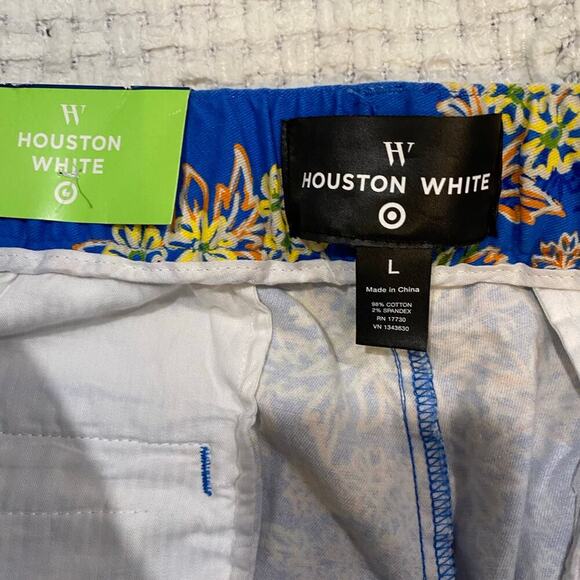 HW
HOUSTON
WHITE
HW
HOUSTON WHITE
L
Made in China
98% COTTON
2% SPANDEX
RN 17730
VN 1343630